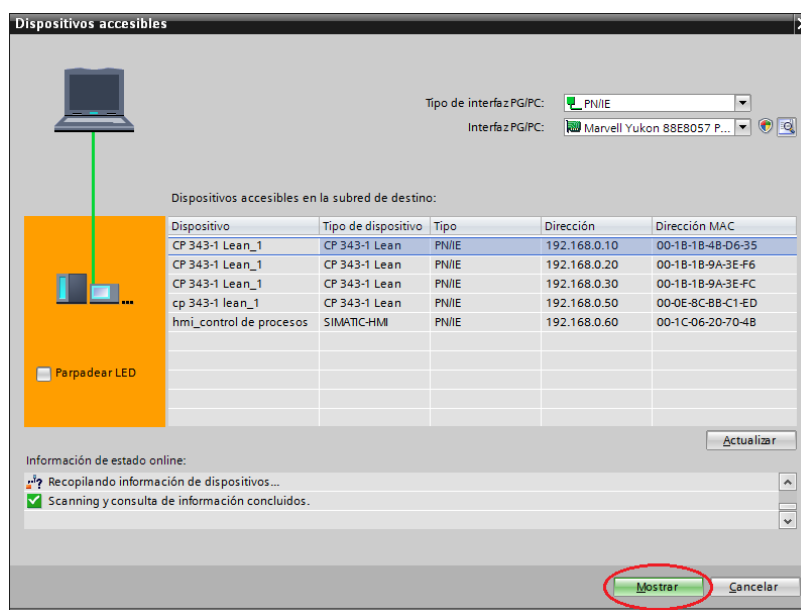 Dispositivos accesibles
Tipo de interfaz PG/PC: PN/IE
Interfaz PG/PC: Marvell Yukon 88E8057 P...
Dispositivos accesibles en la subred de destino:
Dispositivo Tipo de dispositivo Tipo Dirección Dirección MAC
CP 343-1 Lean_1 CP 343-1 Lean PN/IE 192.168.0.10 00-1B-1B-4B-D6-35
CP 343-1 Lean_1 CP 343-1 Lean PN/IE 192.168.0.20 00-1B-1B-9A-3E-F6
CP 343-1 Lean_1 CP 343-1 Lean PN/IE 192.168.0.30 00-1B-1B-9A-3E-FC
cp 343-1 lean_1 CP 343-1 Lean PN/IE 192.168.0.50 00-0E-8C-BB-C1-ED
hmi_control de procesos SIMATIC-HMI PN/IE 192.168.0.60 00-1C-06-20-70-4B
Parpadear LED
Actualizar
Información de estado online:
Recopilando información de dispositivos...
Scanning y consulta de información concluidos.
Mostrar Cancelar